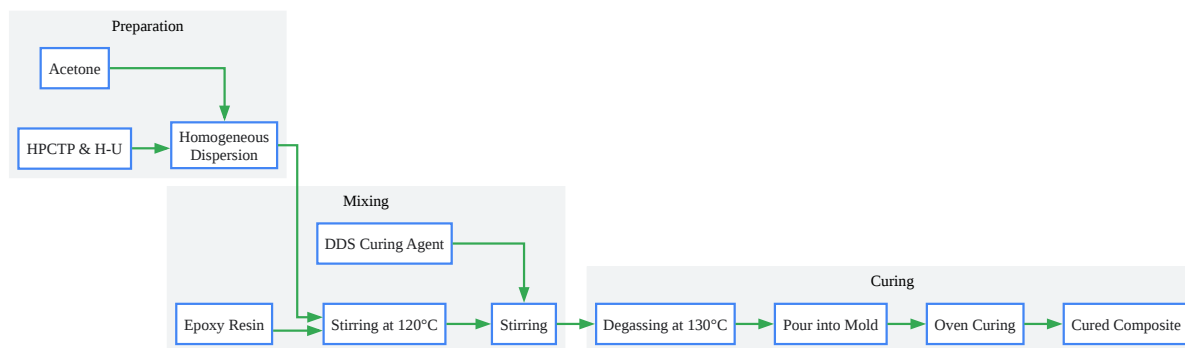 Preparation
Acetone
HPCTP & H-U
Homogeneous
Dispersion
Mixing
DDS Curing Agent
Epoxy Resin
Stirring at 120°C
Stirring
Curing
Degassing at 130°C
Pour into Mold
Oven Curing
Cured Composite